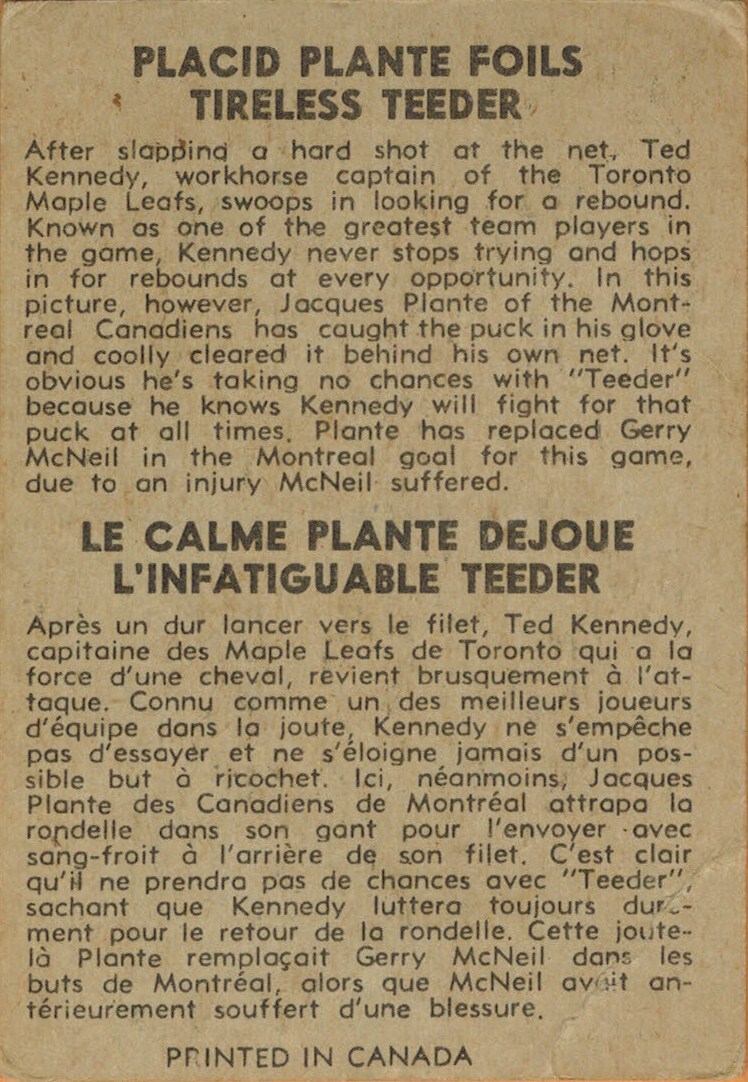 PLACID PLANTE FOILS
TIRELESS TEEDER
After slapping a hard shot at the net, Ted
Kennedy, workhorse captain of the Toronto
Maple Leafs, swoops in looking for a rebound.
Known as one of the greatest team players in
the game, Kennedy never stops trying and hops
in for rebounds at every opportunity. In this
picture, however, Jacques Plante of the Mont-
real Canadiens has caught the puck in his glove
and coolly cleared it behind his own net. It's
obvious he's taking no chances with "Teeder"
because he knows Kennedy will fight for that
puck at all times. Plante has replaced Gerry
McNeil in the Montreal goal for this game,
due to an injury McNeil suffered.
LE CALME PLANTE DEJOUE
L'INFATIGUABLE TEEDER
Après un dur lancer vers le filet, Ted Kennedy,
capitaine des Maple Leafs de Toronto qui a la
force d'une cheval, revient brusquement à l'at-
taque. Connu comme un des meilleurs joueurs
d'équipe dans la joute, Kennedy ne s'empêche
pas d'essayer et ne s'éloigne jamais d'un pos-
sible but à ricochet. Ici, néanmoins, Jacques
Plante des Canadiens de Montréal attrapa la
rondelle dans son gant pour l'envoyer avec
sang-froit à l'arrière de son filet. C'est clair
qu'il ne prendra pas de chances avec "Teeder",
sachant que Kennedy luttera toujours dure-
ment pour le retour de la rondelle. Cette joute-
là Plante remplaçait Gerry McNeil dans les
buts de Montréal, alors que McNeil avait an-
térieurement souffert d'une blessure.
PRINTED IN CANADA